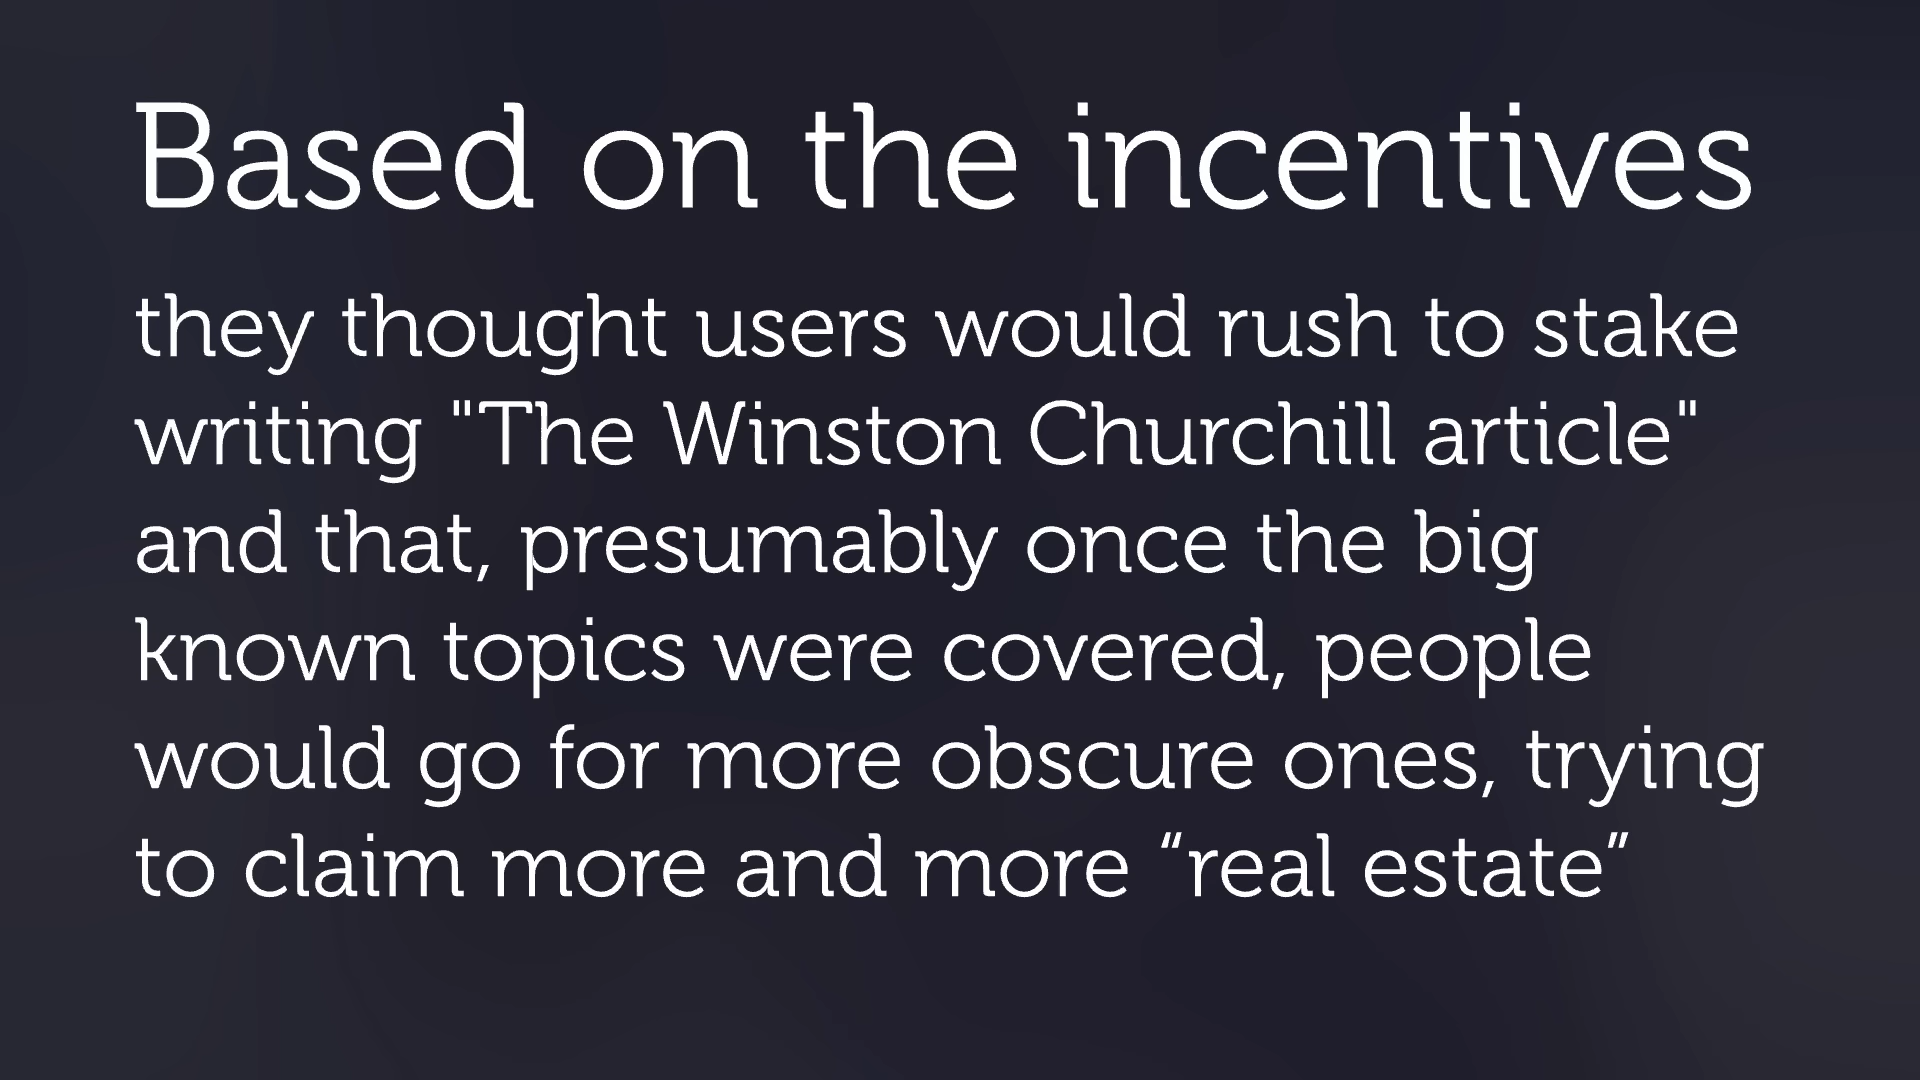 Based on the incentives
they thought users would rush to stake
writing "The Winston Churchill article"
and that, presumably once the big
known topics were covered, people
would go for more obscure ones, trying
to claim more and more “real estate”